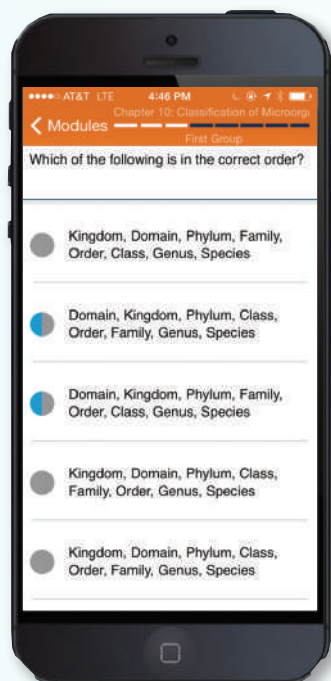 AT&T LTE 4:46 PM
Chapter 10: Classification of Microorg
Modules
First Group
Which of the following is in the correct order?
Kingdom, Domain, Phylum, Family,
Order, Class, Genus, Species
Domain, Kingdom, Phylum, Class,
Order, Family, Genus, Species
Domain, Kingdom, Phylum, Family,
Order, Class, Genus, Species
Kingdom, Domain, Phylum, Class,
Family, Order, Genus, Species
Kingdom, Domain, Phylum, Class,
Order, Family, Genus, Species